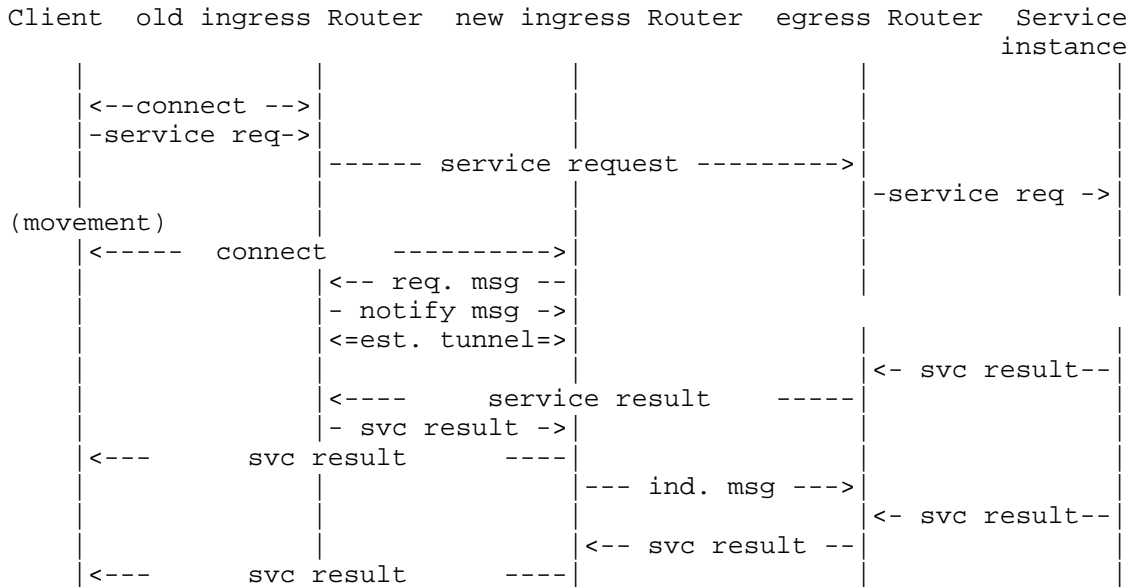 Client  old ingress Router  new ingress Router  egress Router  Service
                                                              instance
     |               |                |                  |               |
     |<--connect -->|                |                  |               |
     |-service req->|                |                  |               |
     |               |------ service request --------->|               |
     |               |                |                  |-service req ->|
(movement)           |                |                  |               |
     |<-----  connect    ---------->|                  |               |
     |               |<-- req. msg --|                  |               |
     |               |- notify msg ->|
     |               |<=est. tunnel=>|                  |               |
     |               |                |                  |<- svc result--|
     |               |<----    service result    -----|               |
     |               |- svc result ->|                  |               |
     |<---      svc result      ----|                  |               |
     |               |                |--- ind. msg --->|               |
     |               |                |                  |<- svc result--|
     |               |                |<-- svc result --|               |
     |<---      svc result      ----|                  |               |